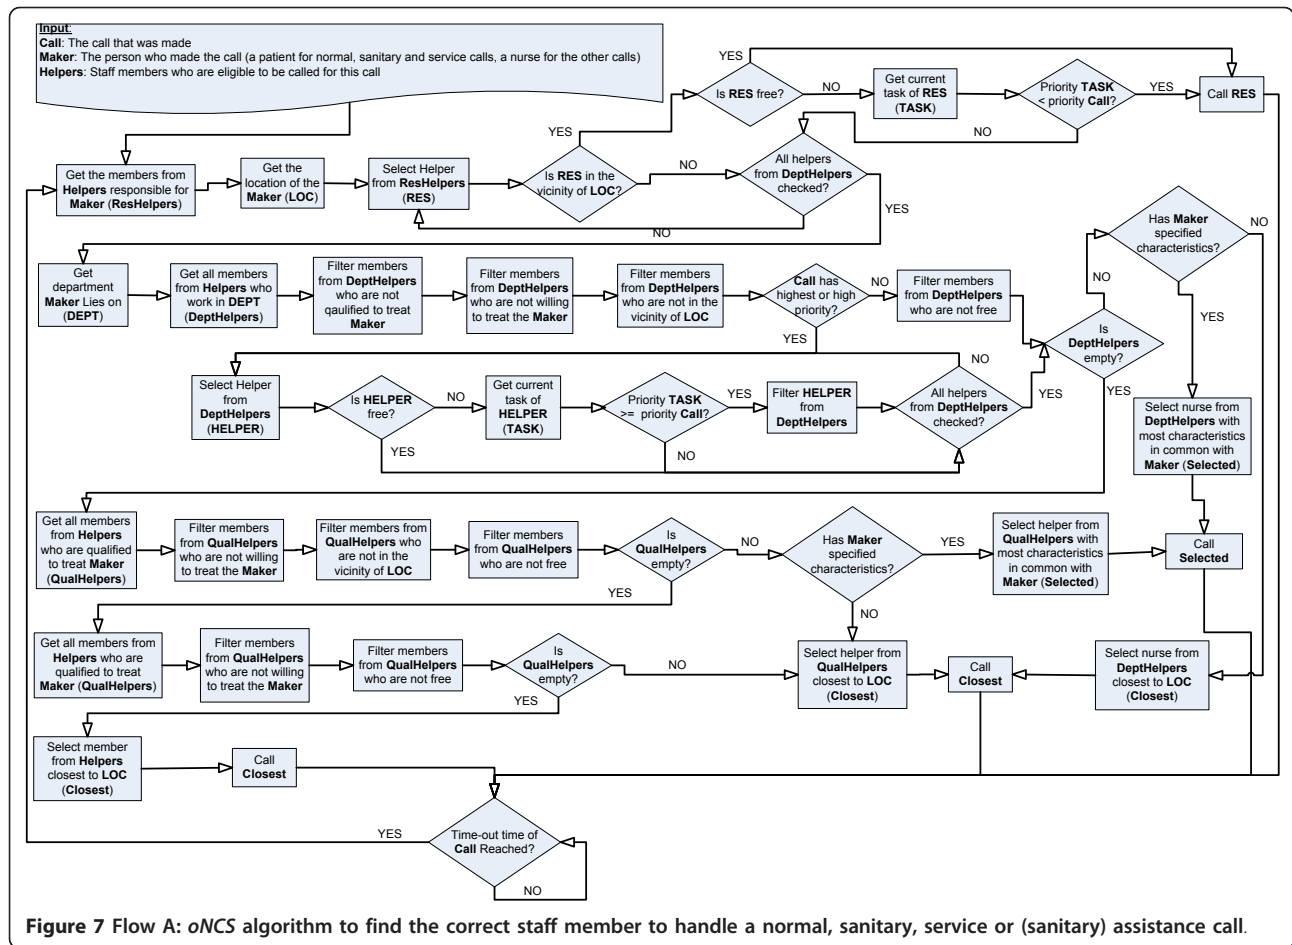 Input:
Call: The call that was made
Maker: The person who made the call (a patient for normal, sanitary and service calls, a nurse for the other calls)
Helpers: Staff members who are eligible to be called for this call
YES
Is RES free?
NO
Get current
task of RES
(TASK)
Priority TASK
< priority Call?
YES
Call RES
NO
YES
Get the members from
Helpers responsible for
Maker (ResHelpers)
Get the
location of the
Maker (LOC)
Select Helper
from ResHelpers
(RES)
Is RES in the
vicinity of LOC?
NO
All helpers
from DeptHelpers
checked?
YES
NO
Has Maker
specified
characteristics?
NO
YES
Get
department
Maker Lies on
(DEPT)
Get all members
from Helpers who
work in DEPT
(DeptHelpers)
Filter members
from DeptHelpers
who are not
qaulified to treat
Maker
Filter members
from DeptHelpers
who are not willing
to treat the Maker
Filter members
from DeptHelpers
who are not in the
vicinity of LOC
Call has
highest or high
priority?
NO
Filter members
from DeptHelpers
who are not free
NO
Is
DeptHelpers
empty?
YES
YES
Select Helper
from
DeptHelpers
(HELPER)
Is HELPER
free?
NO
Get current
task of
HELPER
(TASK)
Priority TASK
>= priority Call?
YES
Filter HELPER
from
DeptHelpers
NO
All helpers
from DeptHelpers
checked?
YES
YES
NO
Select nurse from
DeptHelpers with
most characteristics
in common with
Maker (Selected)
Get all members
from Helpers
who are qualified
to treat Maker
(QualHelpers)
Filter members
from QualHelpers
who are not willing
to treat the Maker
Filter members from
QualHelpers who
are not in the
vicinity of LOC
Filter members
from QualHelpers
who are not free
Is
QualHelpers
empty?
NO
YES
Has Maker
specified
characteristics?
YES
NO
Select helper from
QualHelpers with
most characteristics
in common with
Maker (Selected)
Call
Selected
Get all members from
Helpers who are
qualified to treat
Maker (QualHelpers)
Filter members
from QualHelpers
who are not willing
to treat the Maker
Filter members
from QualHelpers
who are not free
Is
QualHelpers
empty?
NO
YES
Select helper from
QualHelpers
closest to LOC
(Closest)
Call
Closest
Select nurse from
DeptHelpers
closest to LOC
(Closest)
Select member
from Helpers
closest to LOC
(Closest)
Call
Closest
YES
Time-out time of
Call Reached?
NO
Figure 7 Flow A: oNCS algorithm to find the correct staff member to handle a normal, sanitary, service or (sanitary) assistance call.